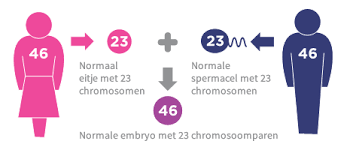 46
23
23
46
Normaal
eitje met 23
chromosomen
Normale
spermacel met 23
chromosomen
46
Normale embryo met 23 chromosoomparen